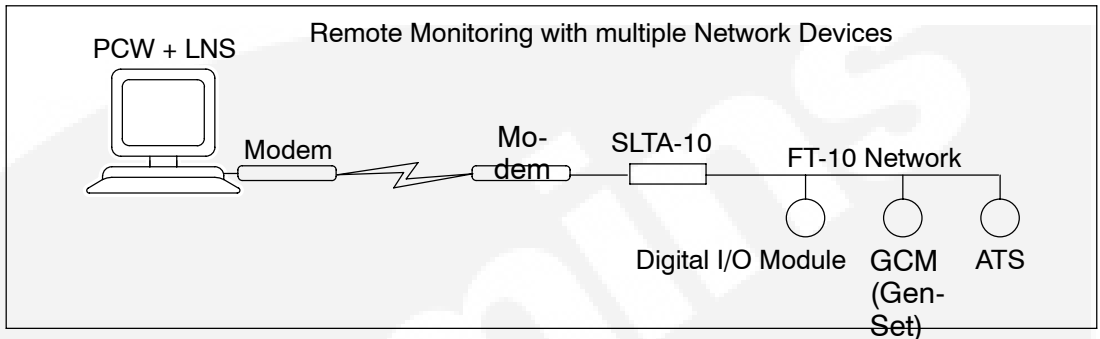 Remote Monitoring with multiple Network Devices
PCW + LNS
Modem
Mo-
dem
SLTA-10
FT-10 Network
Digital I/O Module
GCM
(Gen-
Set)
ATS